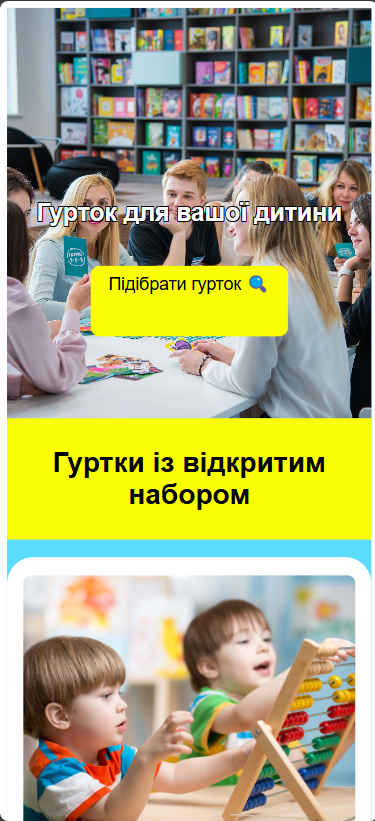 Гурток для вашої дитини
Підібрати гурток 🔍
Гуртки із відкритим
набором